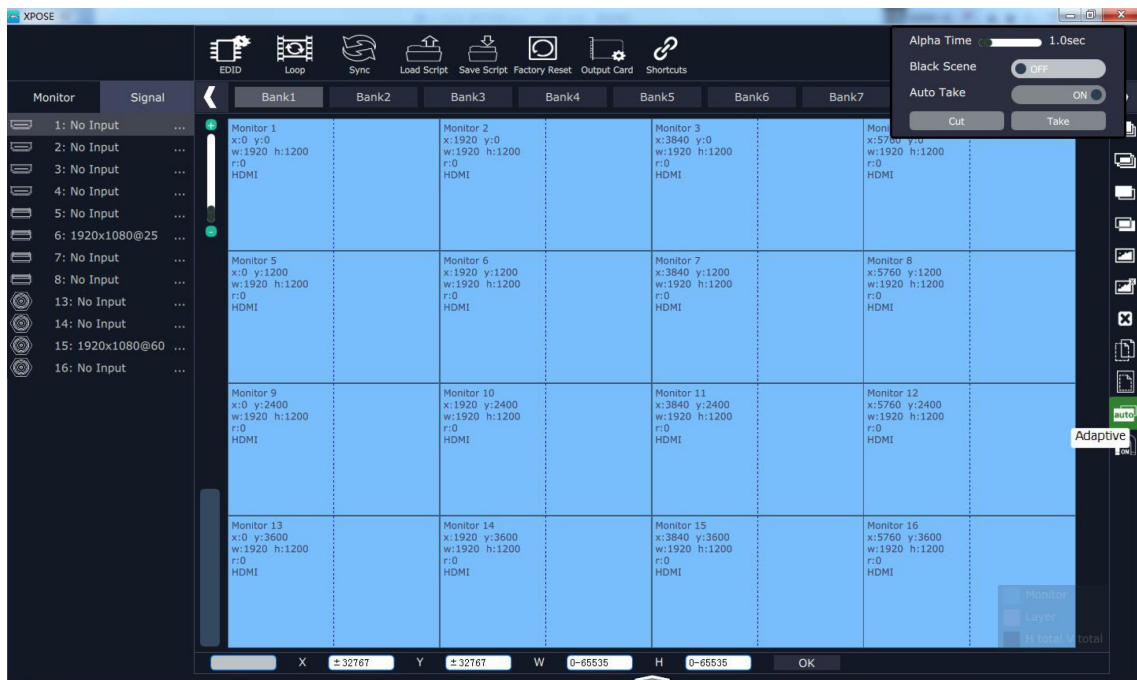 XPOSE
Alpha Time 1.0sec
Black Scene OFF
Auto Take ON
Cut Take
EDID Loop Sync Load Script Save Script Factory Reset Output Card Shortcuts
Monitor Signal
Bank1 Bank2 Bank3 Bank4 Bank5 Bank6 Bank7
1: No Input ...
2: No Input ...
3: No Input ...
4: No Input ...
5: No Input ...
6: 1920x1080@25 ...
7: No Input ...
8: No Input ...
13: No Input ...
14: No Input ...
15: 1920x1080@60 ...
16: No Input ...
Monitor 1
x:0 y:0
w:1920 h:1200
r:0
HDMI
Monitor 2
x:1920 y:0
w:1920 h:1200
r:0
HDMI
Monitor 3
x:3840 y:0
w:1920 h:1200
r:0
HDMI
x:5760 y:0
w:1920 h:1200
r:0
HDMI
Monitor 5
x:0 y:1200
w:1920 h:1200
r:0
HDMI
Monitor 6
x:1920 y:1200
w:1920 h:1200
r:0
HDMI
Monitor 7
x:3840 y:1200
w:1920 h:1200
r:0
HDMI
Monitor 8
x:5760 y:1200
w:1920 h:1200
r:0
HDMI
Monitor 9
x:0 y:2400
w:1920 h:1200
r:0
HDMI
Monitor 10
x:1920 y:2400
w:1920 h:1200
r:0
HDMI
Monitor 11
x:3840 y:2400
w:1920 h:1200
r:0
HDMI
Monitor 12
x:5760 y:2400
w:1920 h:1200
r:0
HDMI
Monitor 13
x:0 y:3600
w:1920 h:1200
r:0
HDMI
Monitor 14
x:1920 y:3600
w:1920 h:1200
r:0
HDMI
Monitor 15
x:3840 y:3600
w:1920 h:1200
r:0
HDMI
Monitor 16
x:5760 y:3600
w:1920 h:1200
r:0
HDMI
auto
Adaptive
ON
Monitor
Layer
H total V total
X ±32767 Y ±32767 W 0-65535 H 0-65535 OK